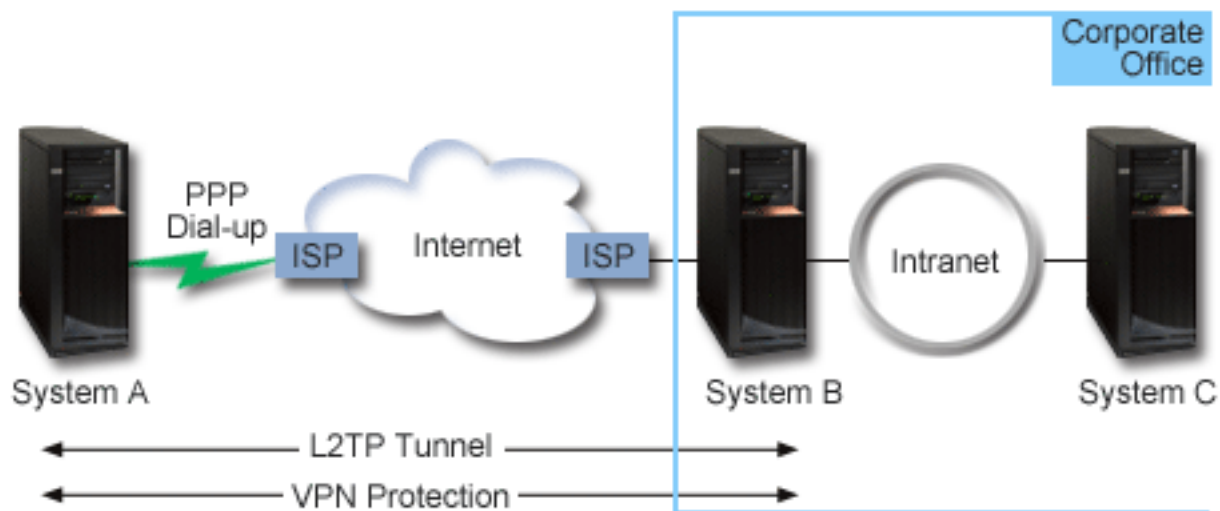 Corporate
Office
PPP
Dial-up
ISP
Internet
ISP
Intranet
System A
System B
System C
L2TP Tunnel
VPN Protection